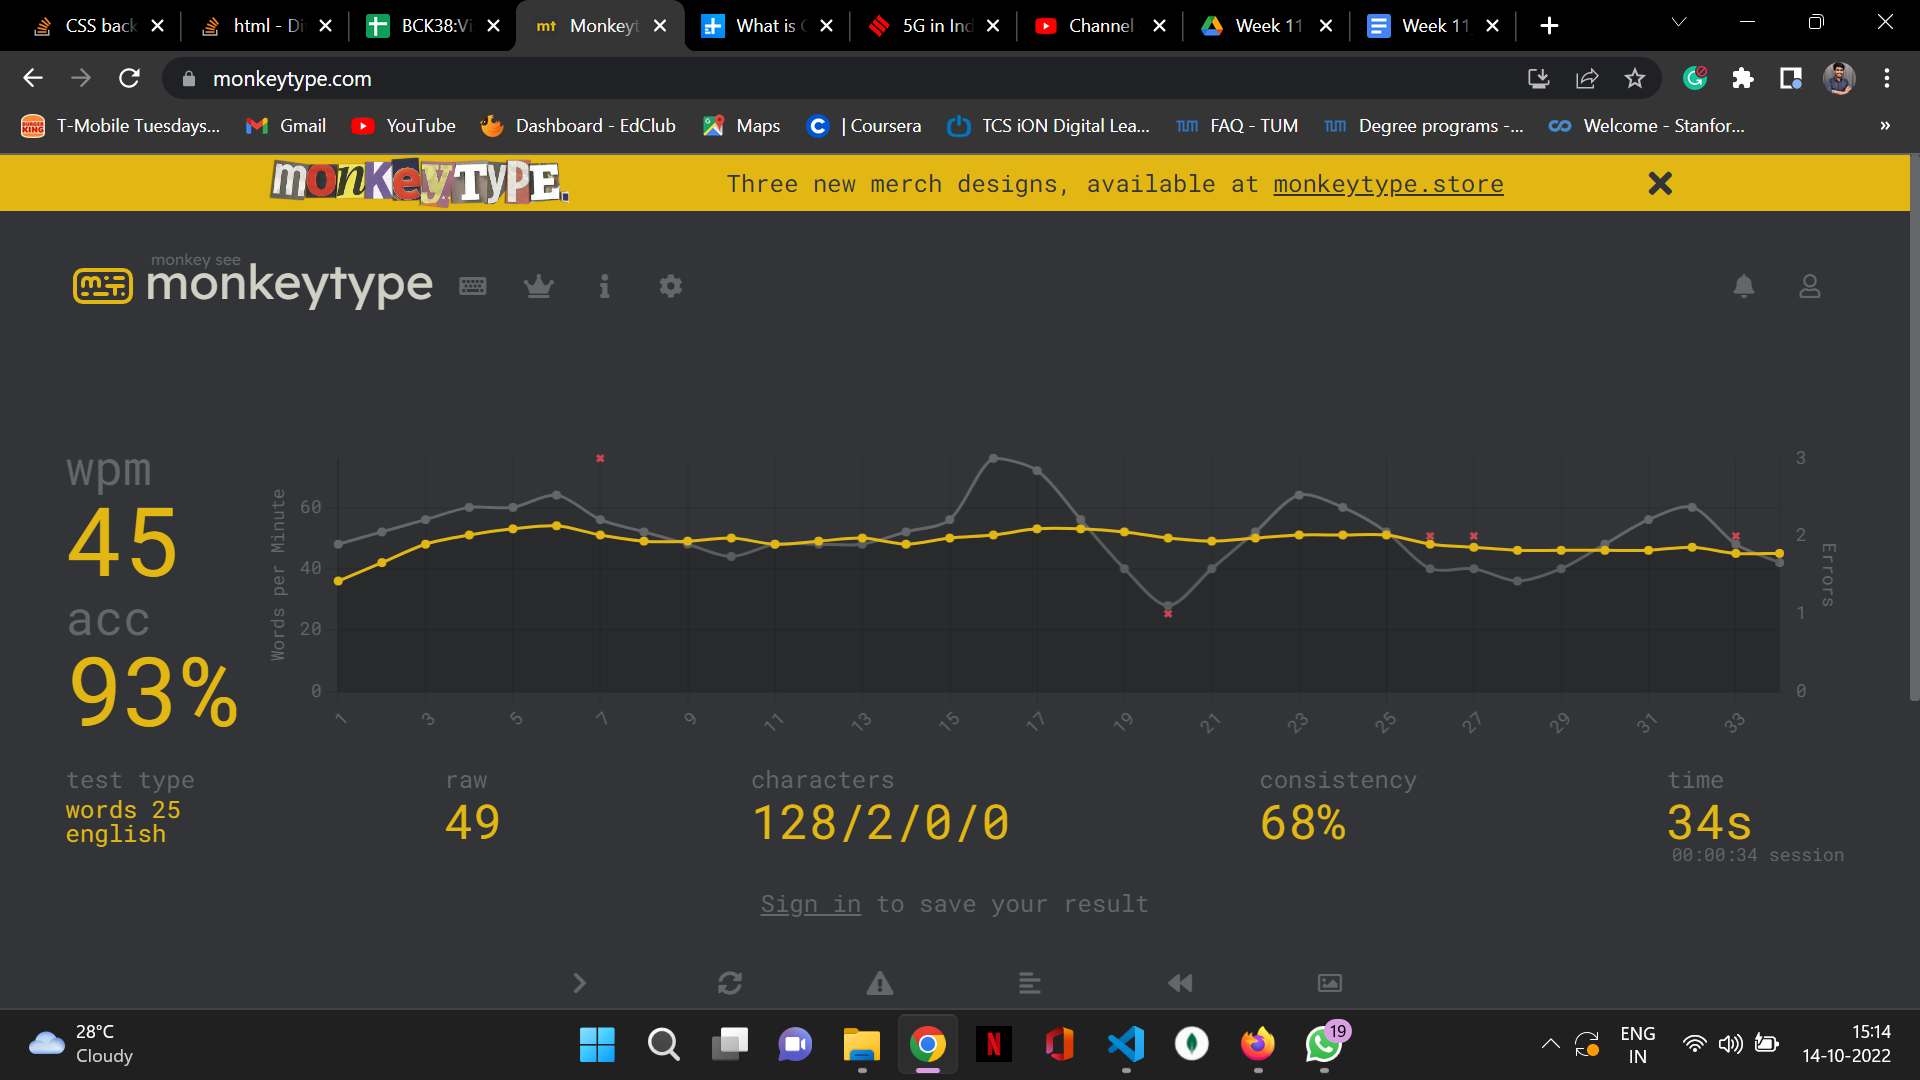 CSS back
html - Di
BCK38:Vi
mt Monkeyt
What is C
5G in Ind
Channel
Week 11
Week 11_
monkeytype.com
BURGER KING T-Mobile Tuesdays...
Gmail
YouTube
Dashboard - EdClub
Maps
C | Coursera
TCS iON Digital Lea...
TUM FAQ - TUM
TUM Degree programs -...
Welcome - Stanfor...
»
monkeyTYPE.
Three new merch designs, available at monkeytype.store
monkey see
monkeytype
wpm
45
acc
93%
Words per Minute
60
40
20
0
3
2
1
0
Errors
1 3 5 7 9 11 13 15 17 19 21 23 25 27 29 31 33
test type
words 25
english
raw
49
characters
128/2/0/0
consistency
68%
time
34s
00:00:34 session
Sign in to save your result
28°C
Cloudy
N
19
ENG
IN
15:14
14-10-2022